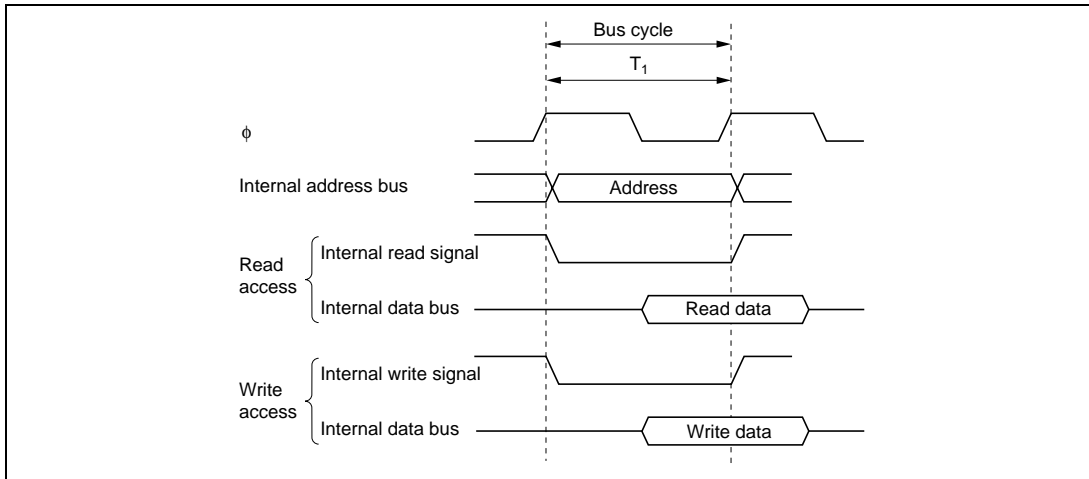 Bus cycle
T₁
ϕ
Internal address bus
Address
Read
access
Internal read signal
Internal data bus
Read data
Write
access
Internal write signal
Internal data bus
Write data